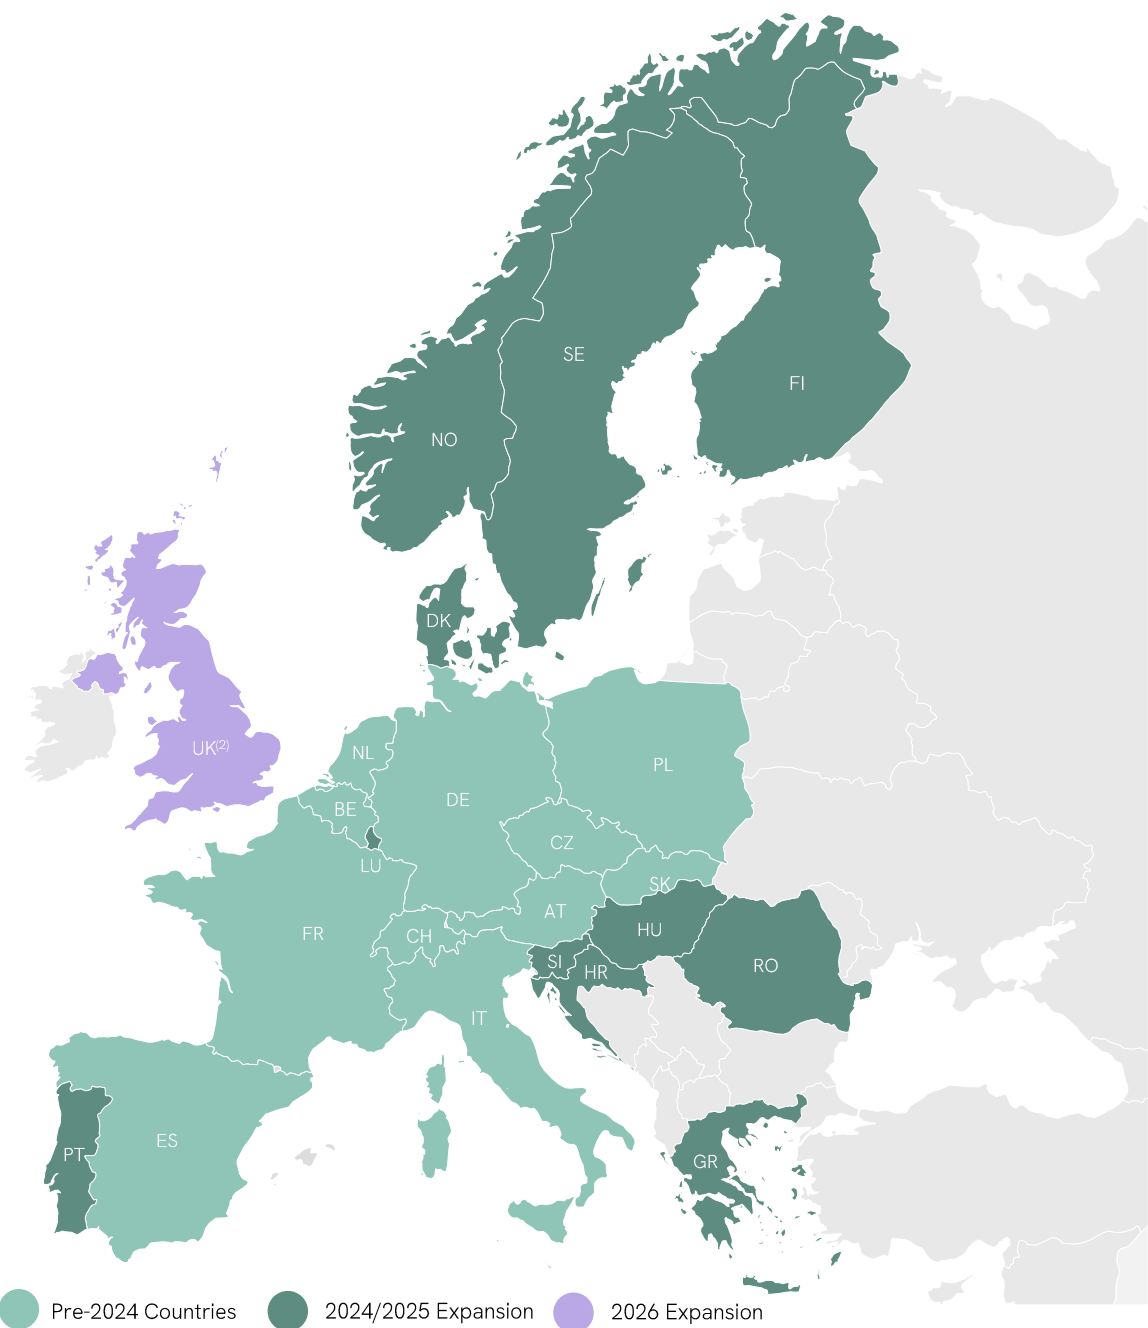 SE
FI
NO
DK
UK(2)
NL
PL
DE
BE
CZ
LU
SK
AT
HU
FR
CH
SI
RO
HR
IT
ES
PT
GR
Pre-2024 Countries
2024/2025 Expansion
2026 Expansion